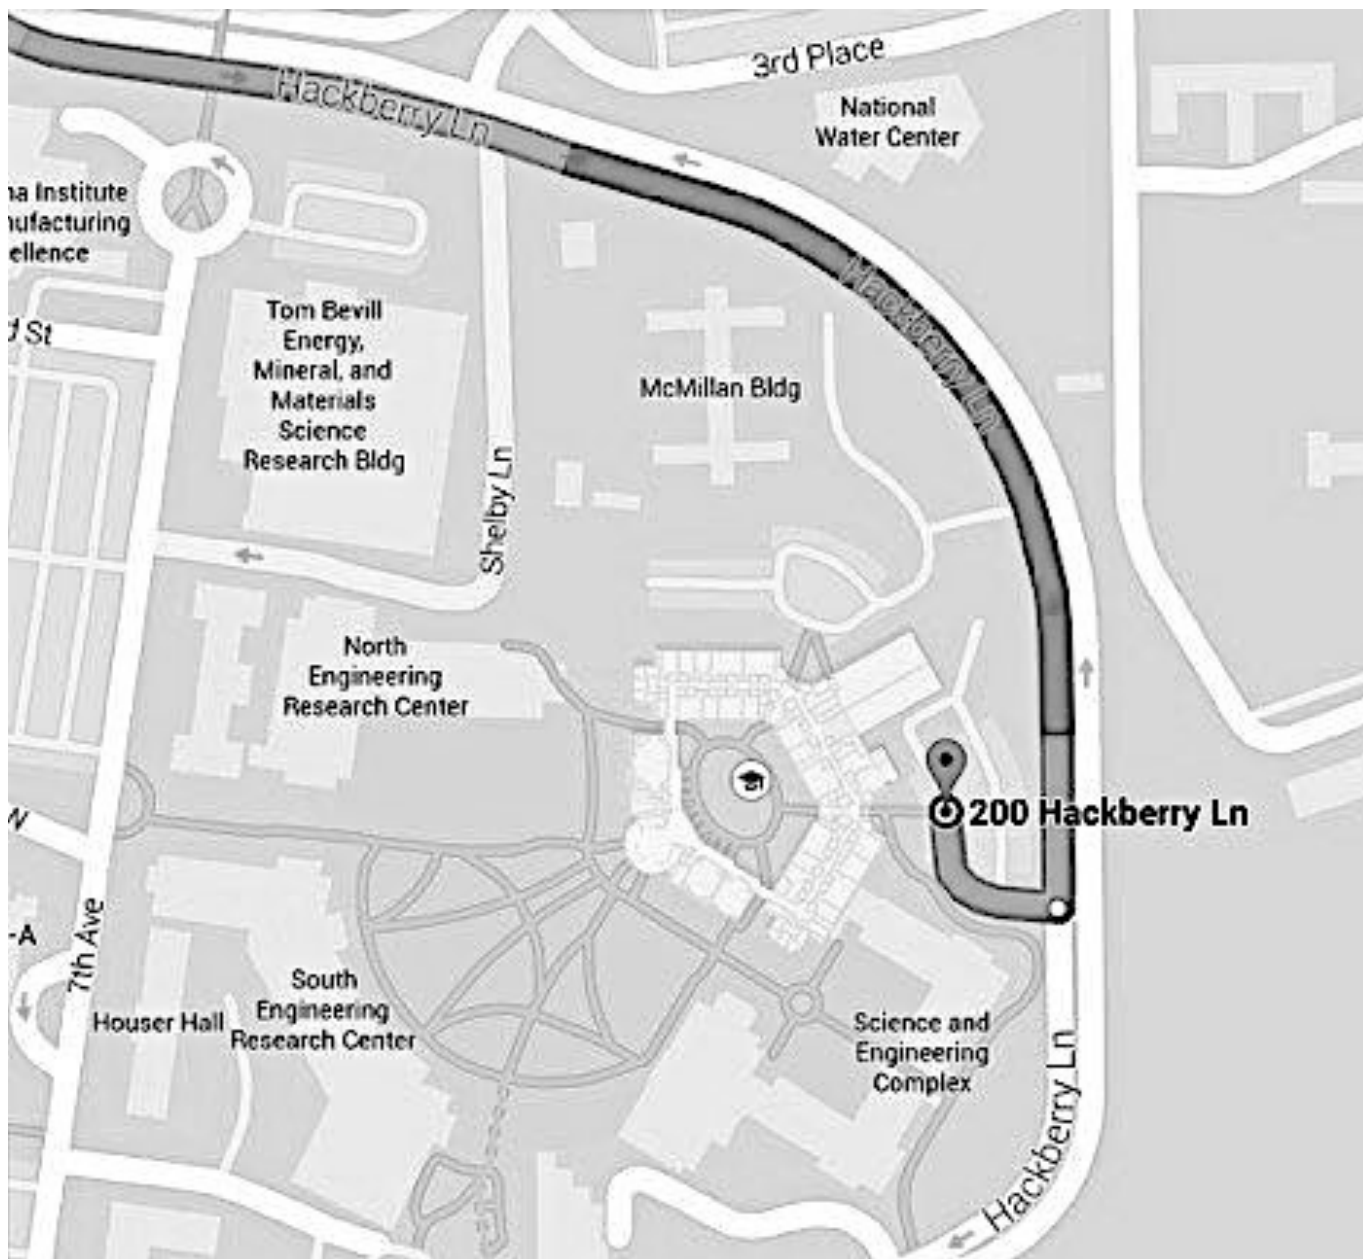 3rd Place
Hackberry Ln
National
Water Center
Institute
ellence
Tom Bevill
Energy,
Mineral, and
Materials
Science
Research Bldg
St
Hackberry Ln
McMillan Bldg
Shelby Ln
North
Engineering
Research Center
200 Hackberry Ln
7th Ave
-A
South
Engineering
Research Center
Houser Hall
Science and
Engineering
Complex
Hackberry Ln